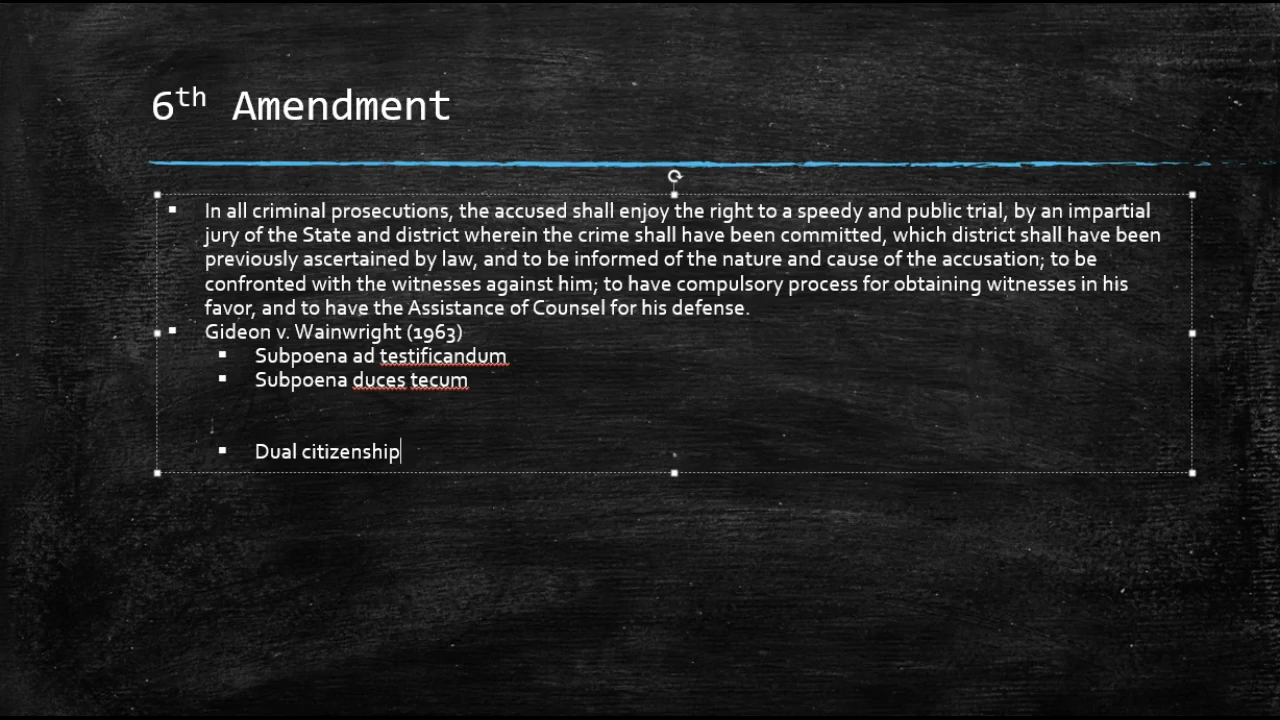 6th Amendment
In all criminal prosecutions, the accused shall enjoy the right to a speedy and public trial, by an impartial
jury of the State and district wherein the crime shall have been committed, which district shall have been
previously ascertained by law, and to be informed of the nature and cause of the accusation; to be
confronted with the witnesses against him; to have compulsory process for obtaining witnesses in his
favor, and to have the Assistance of Counsel for his defense.
Gideon v. Wainwright (1963)
Subpoena ad testificandum
Subpoena duces tecum
Dual citizenship